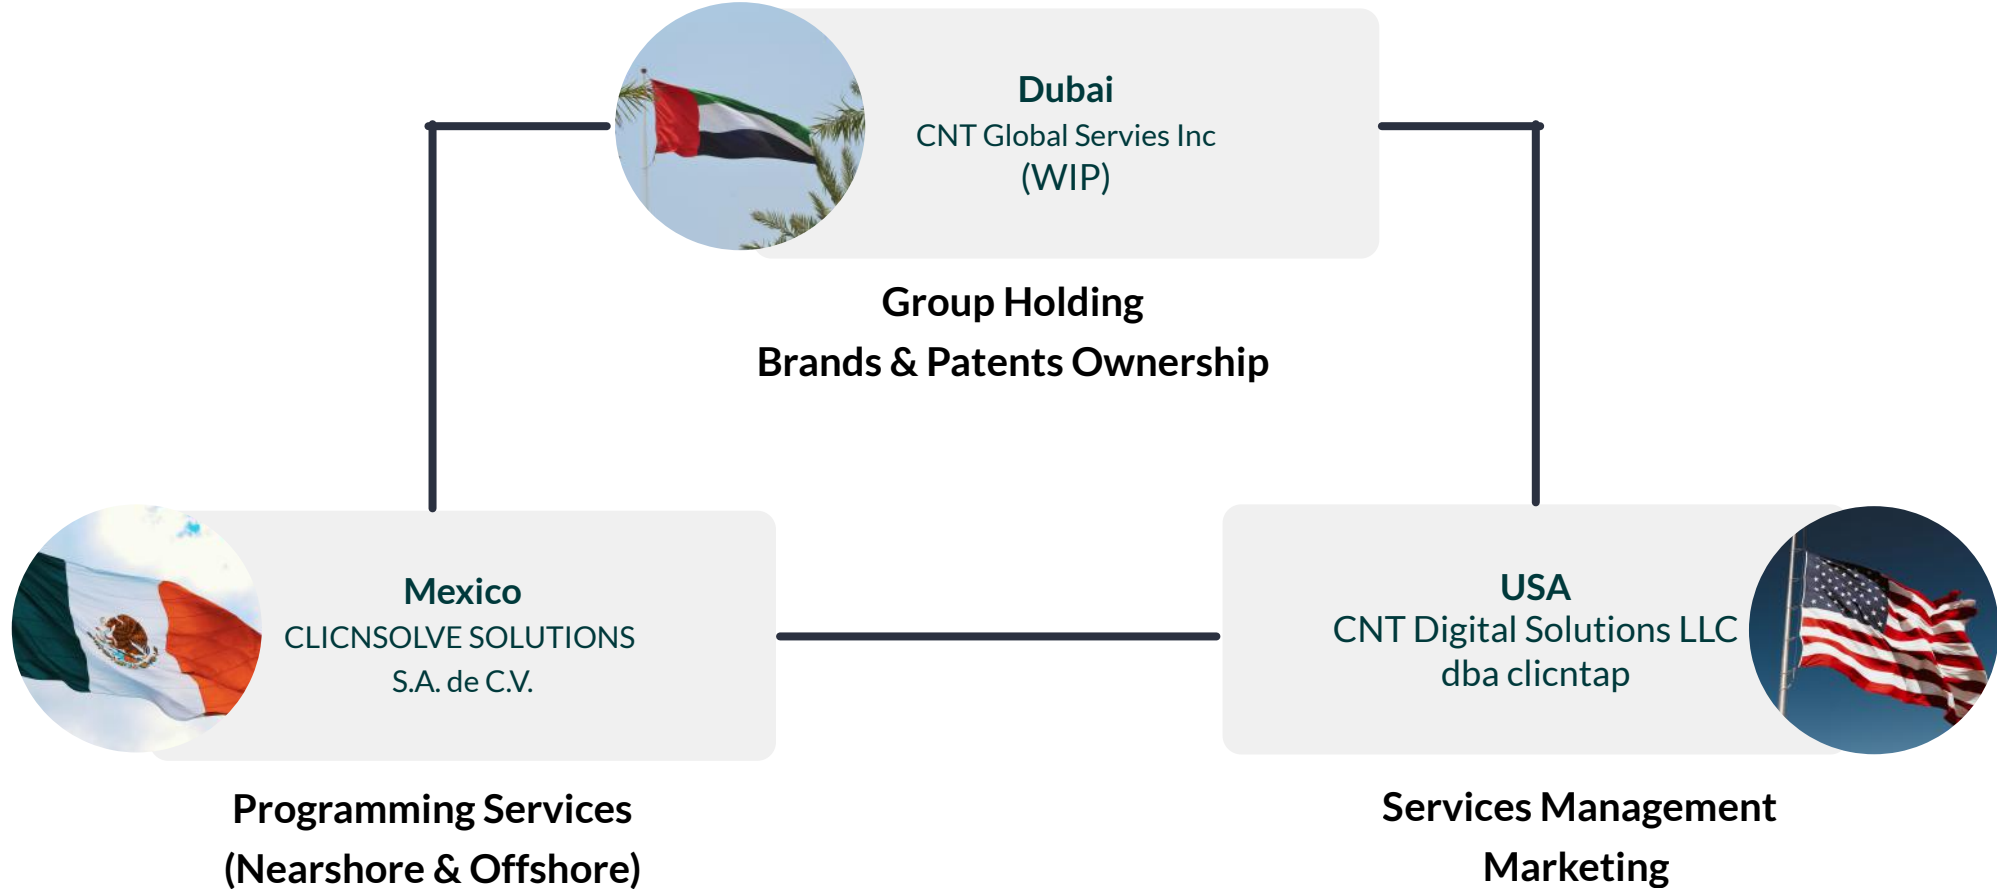 Dubai
CNT Global Servies Inc
(WIP)
Group Holding
Brands & Patents Ownership
Mexico
CLICNSOLVE SOLUTIONS
S.A. de C.V.
Programming Services
(Nearshore & Offshore)
USA
CNT Digital Solutions LLC
dba clicntap
Services Management
Marketing